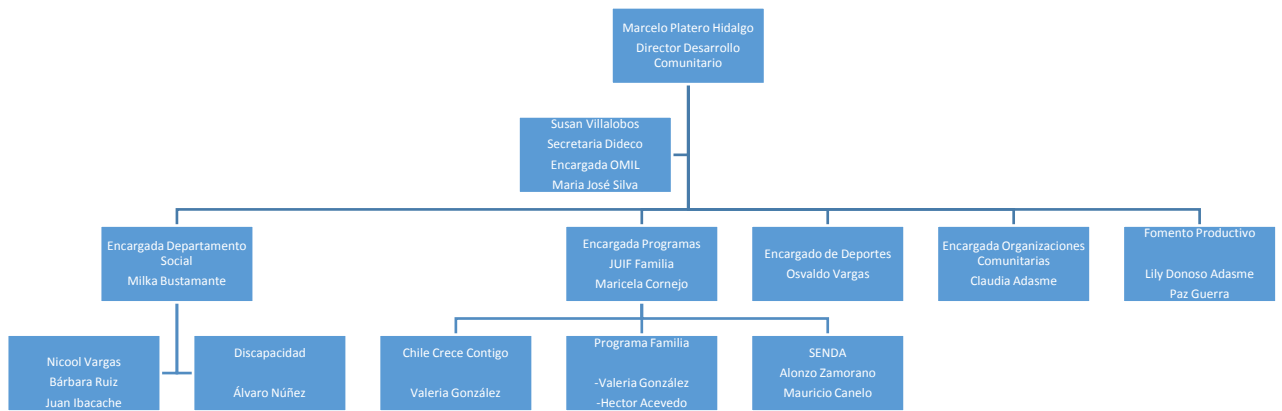 Marcelo Platero Hidalgo
Director Desarrollo
Comunitario
Susan Villalobos
Secretaria Dideco
Encargada OMIL
Maria José Silva
Encargada Departamento
Social
Milka Bustamante
Encargada Programas
JUIF Familia
Maricela Cornejo
Encargado de Deportes
Osvaldo Vargas
Encargada Organizaciones
Comunitarias
Claudia Adasme
Fomento Productivo
Lily Donoso Adasme
Paz Guerra
Nicool Vargas
Bárbara Ruiz
Juan Ibacache
Discapacidad
Álvaro Núñez
Chile Crece Contigo
Valeria González
Programa Familia
-Valeria González
-Hector Acevedo
SENDA
Alonzo Zamorano
Mauricio Canelo